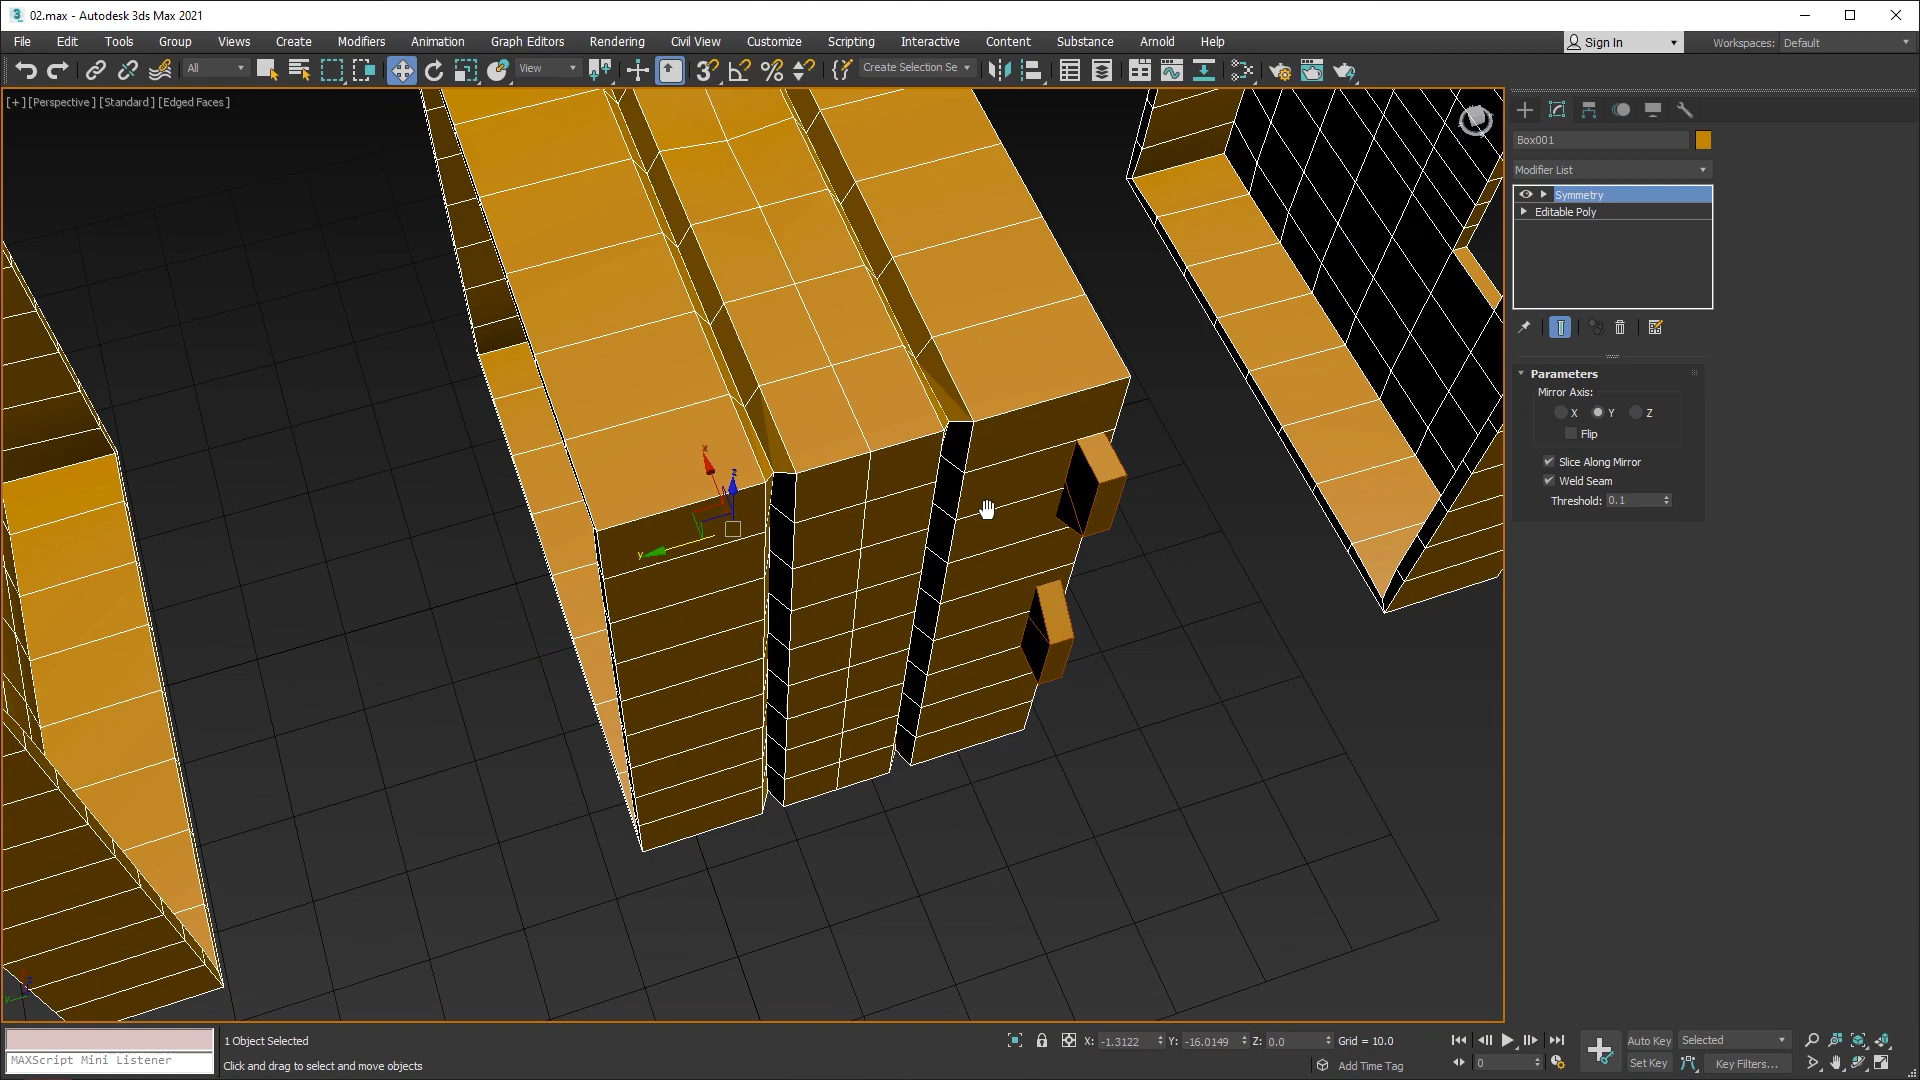 3 02.max - Autodesk 3ds Max 2021
File Edit Tools Group Views Create Modifiers Animation Graph Editors Rendering Civil View Customize Scripting Interactive Content Substance Arnold Help Sign In Workspaces: Default
All View Create Selection Se
[+] [Perspective] [Standard] [Edged Faces]
Box001
Modifier List
Symmetry
Editable Poly
Parameters
Mirror Axis:
X Y Z
Flip
Slice Along Mirror
Weld Seam
Threshold: 0.1
x
z
y
1 Object Selected X: -1.3122 Y: -16.0149 Z: 0.0 Grid = 10.0 Auto Key Selected
MAXScript Mini Listener Click and drag to select and move objects Add Time Tag 0 Set Key Key Filters...